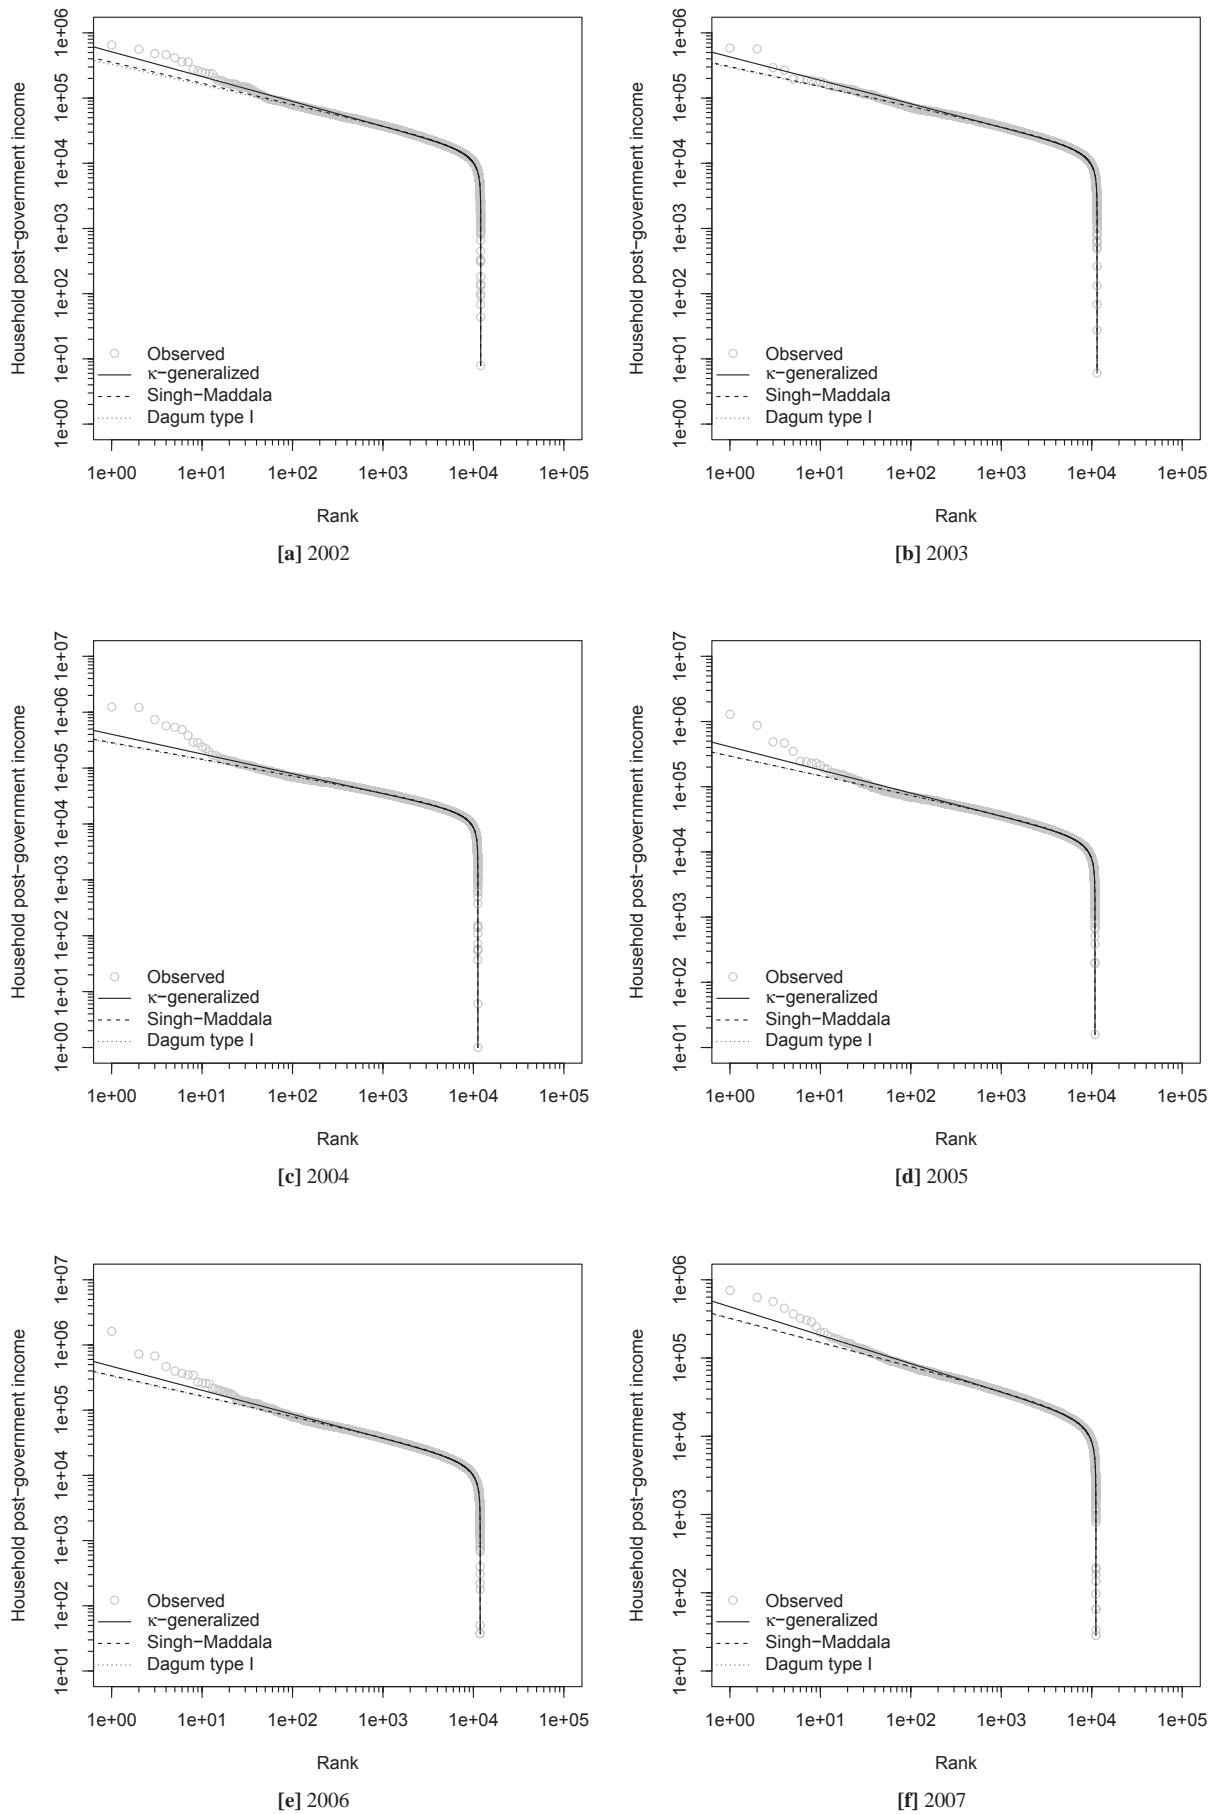 Household post−government income
1e+00 1e+01 1e+02 1e+03 1e+04 1e+05 1e+06
Observed
κ−generalized
Singh−Maddala
Dagum type I
1e+00 1e+01 1e+02 1e+03 1e+04 1e+05
Rank
[a] 2002
Household post−government income
1e+00 1e+01 1e+02 1e+03 1e+04 1e+05 1e+06
Observed
κ−generalized
Singh−Maddala
Dagum type I
1e+00 1e+01 1e+02 1e+03 1e+04 1e+05
Rank
[b] 2003
Household post−government income
1e+00 1e+01 1e+02 1e+03 1e+04 1e+05 1e+06 1e+07
Observed
κ−generalized
Singh−Maddala
Dagum type I
1e+00 1e+01 1e+02 1e+03 1e+04 1e+05
Rank
[c] 2004
Household post−government income
1e+01 1e+02 1e+03 1e+04 1e+05 1e+06 1e+07
Observed
κ−generalized
Singh−Maddala
Dagum type I
1e+00 1e+01 1e+02 1e+03 1e+04 1e+05
Rank
[d] 2005
Household post−government income
1e+01 1e+02 1e+03 1e+04 1e+05 1e+06 1e+07
Observed
κ−generalized
Singh−Maddala
Dagum type I
1e+00 1e+01 1e+02 1e+03 1e+04 1e+05
Rank
[e] 2006
Household post−government income
1e+01 1e+02 1e+03 1e+04 1e+05 1e+06
Observed
κ−generalized
Singh−Maddala
Dagum type I
1e+00 1e+01 1e+02 1e+03 1e+04 1e+05
Rank
[f] 2007